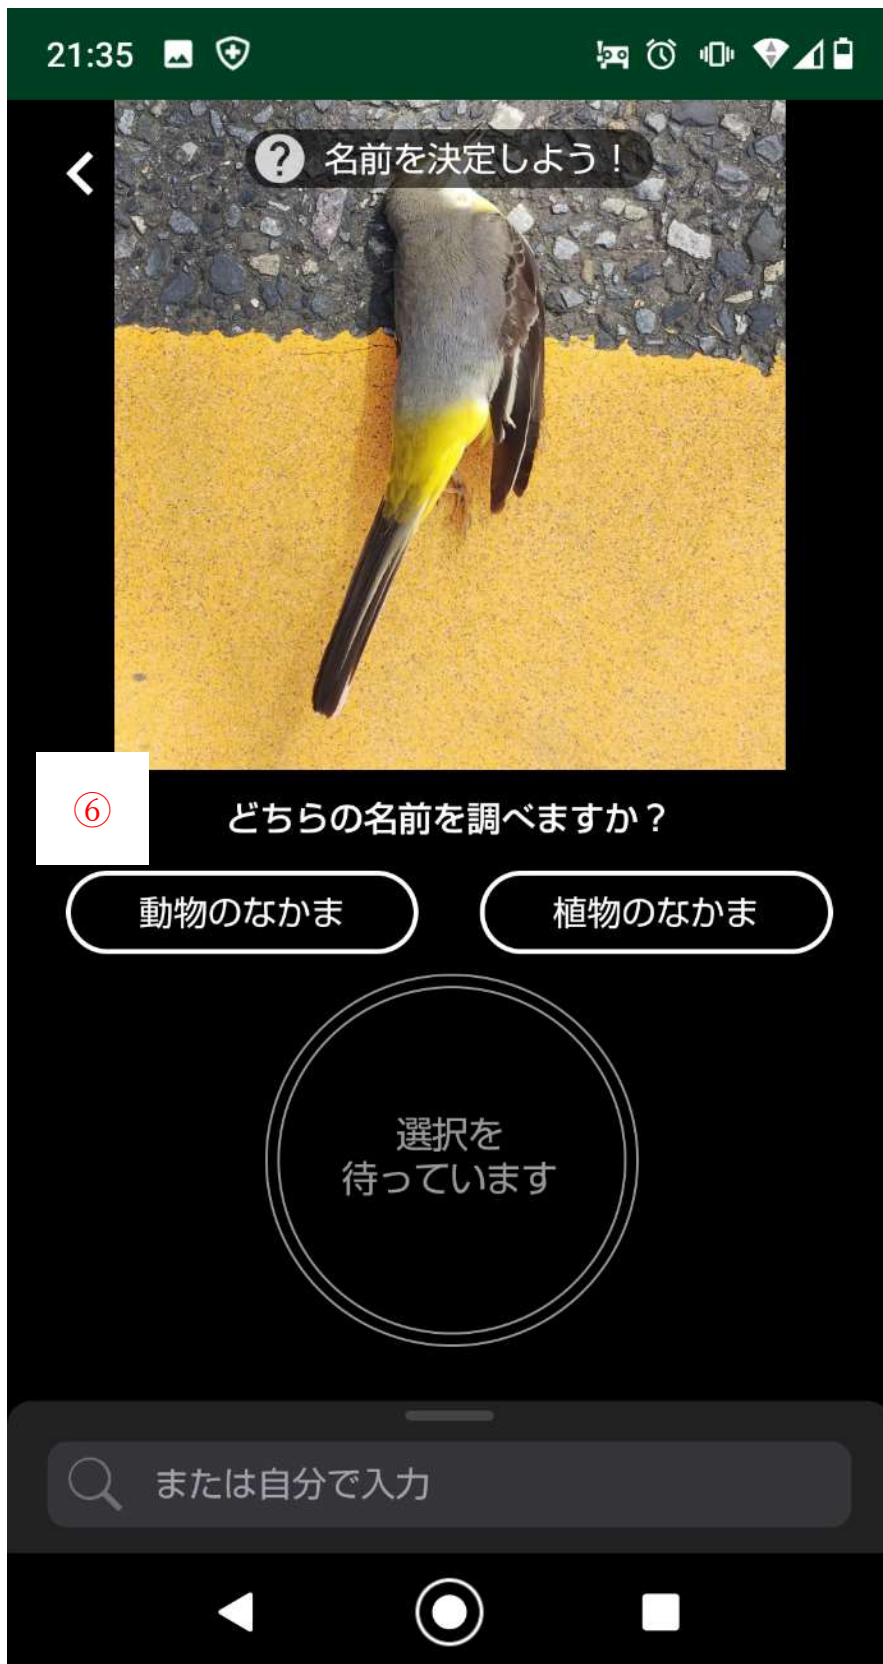 21:35
名前を決定しよう！
⑥
どちらの名前を調べますか？
動物のなかま
植物のなかま
選択を
待っています
または自分で入力